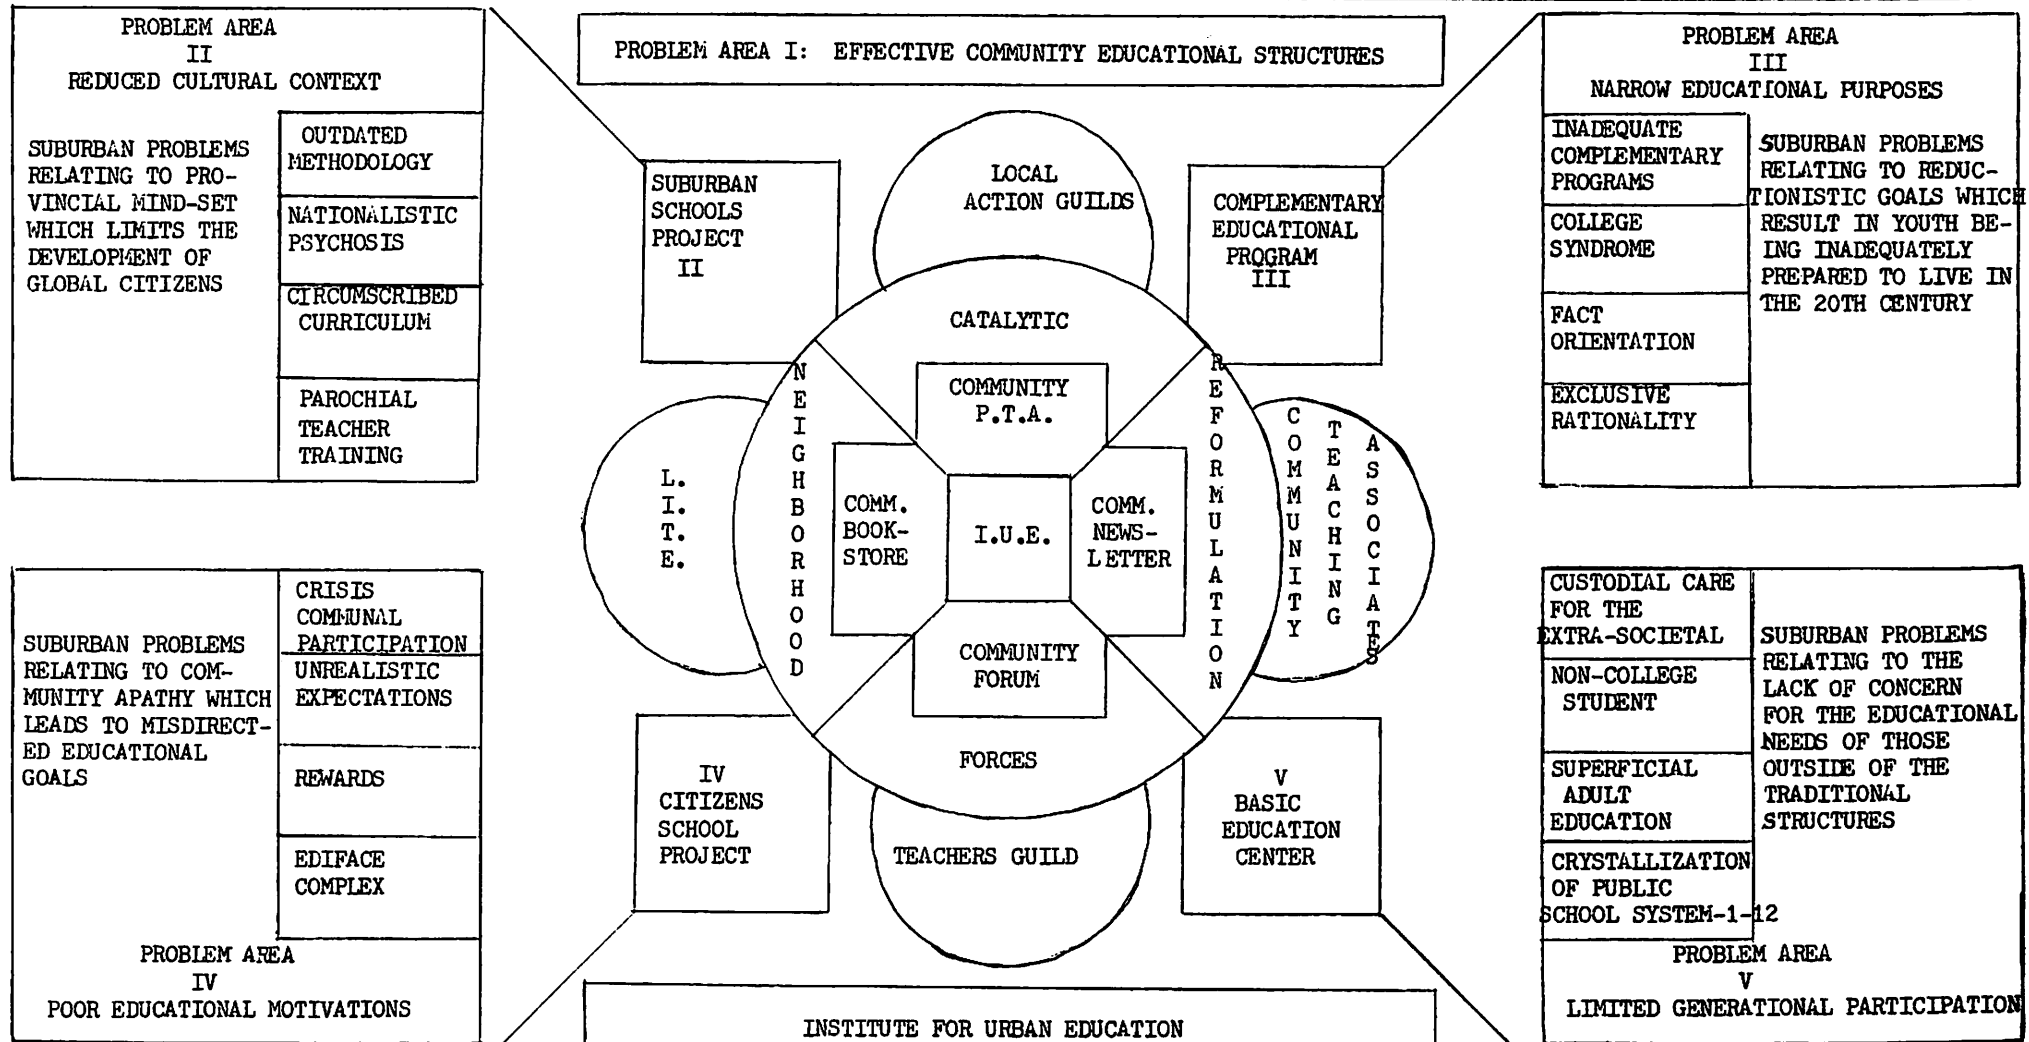 PROBLEM AREA
II
REDUCED CULTURAL CONTEXT
SUBURBAN PROBLEMS
RELATING TO PRO-
VINCIAL MIND-SET
WHICH LIMITS THE
DEVELOPMENT OF
GLOBAL CITIZENS
OUTDATED
METHODOLOGY
NATIONALISTIC
PSYCHOSIS
CIRCUMSCRIBED
CURRICULUM
PAROCHIAL
TEACHER
TRAINING
PROBLEM AREA I: EFFECTIVE COMMUNITY EDUCATIONAL STRUCTURES
PROBLEM AREA
III
NARROW EDUCATIONAL PURPOSES
INADEQUATE
COMPLEMENTARY
PROGRAMS
COLLEGE
SYNDROME
FACT
ORIENTATION
EXCLUSIVE
RATIONALITY
SUBURBAN PROBLEMS
RELATING TO REDUC-
TIONISTIC GOALS WHICH
RESULT IN YOUTH BE-
ING INADEQUATELY
PREPARED TO LIVE IN
THE 20TH CENTURY
SUBURBAN
SCHOOLS
PROJECT
II
LOCAL
ACTION GUILDS
COMPLEMENTARY
EDUCATIONAL
PROGRAM
III
CATALYTIC
NEIGHBORHOOD
REFORMULATION
FORCES
COMMUNITY
P.T.A.
COMM.
BOOK-
STORE
I.U.E.
COMM.
NEWS-
LETTER
COMMUNITY
FORUM
L.
I.
T.
E.
COMMUNITY
TEACHING
ASSOCIATES
IV
CITIZENS
SCHOOL
PROJECT
TEACHERS GUILD
V
BASIC
EDUCATION
CENTER
SUBURBAN PROBLEMS
RELATING TO COM-
MUNITY APATHY WHICH
LEADS TO MISDIRECT-
ED EDUCATIONAL
GOALS
CRISIS
COMMUNAL
PARTICIPATION
UNREALISTIC
EXPECTATIONS
REWARDS
EDIFACE
COMPLEX
PROBLEM AREA
IV
POOR EDUCATIONAL MOTIVATIONS
INSTITUTE FOR URBAN EDUCATION
CUSTODIAL CARE
FOR THE
EXTRA-SOCIETAL
NON-COLLEGE
STUDENT
SUPERFICIAL
ADULT
EDUCATION
CRYSTALLIZATION
OF PUBLIC
SCHOOL SYSTEM-1-12
SUBURBAN PROBLEMS
RELATING TO THE
LACK OF CONCERN
FOR THE EDUCATIONAL
NEEDS OF THOSE
OUTSIDE OF THE
TRADITIONAL
STRUCTURES
PROBLEM AREA
V
LIMITED GENERATIONAL PARTICIPATION